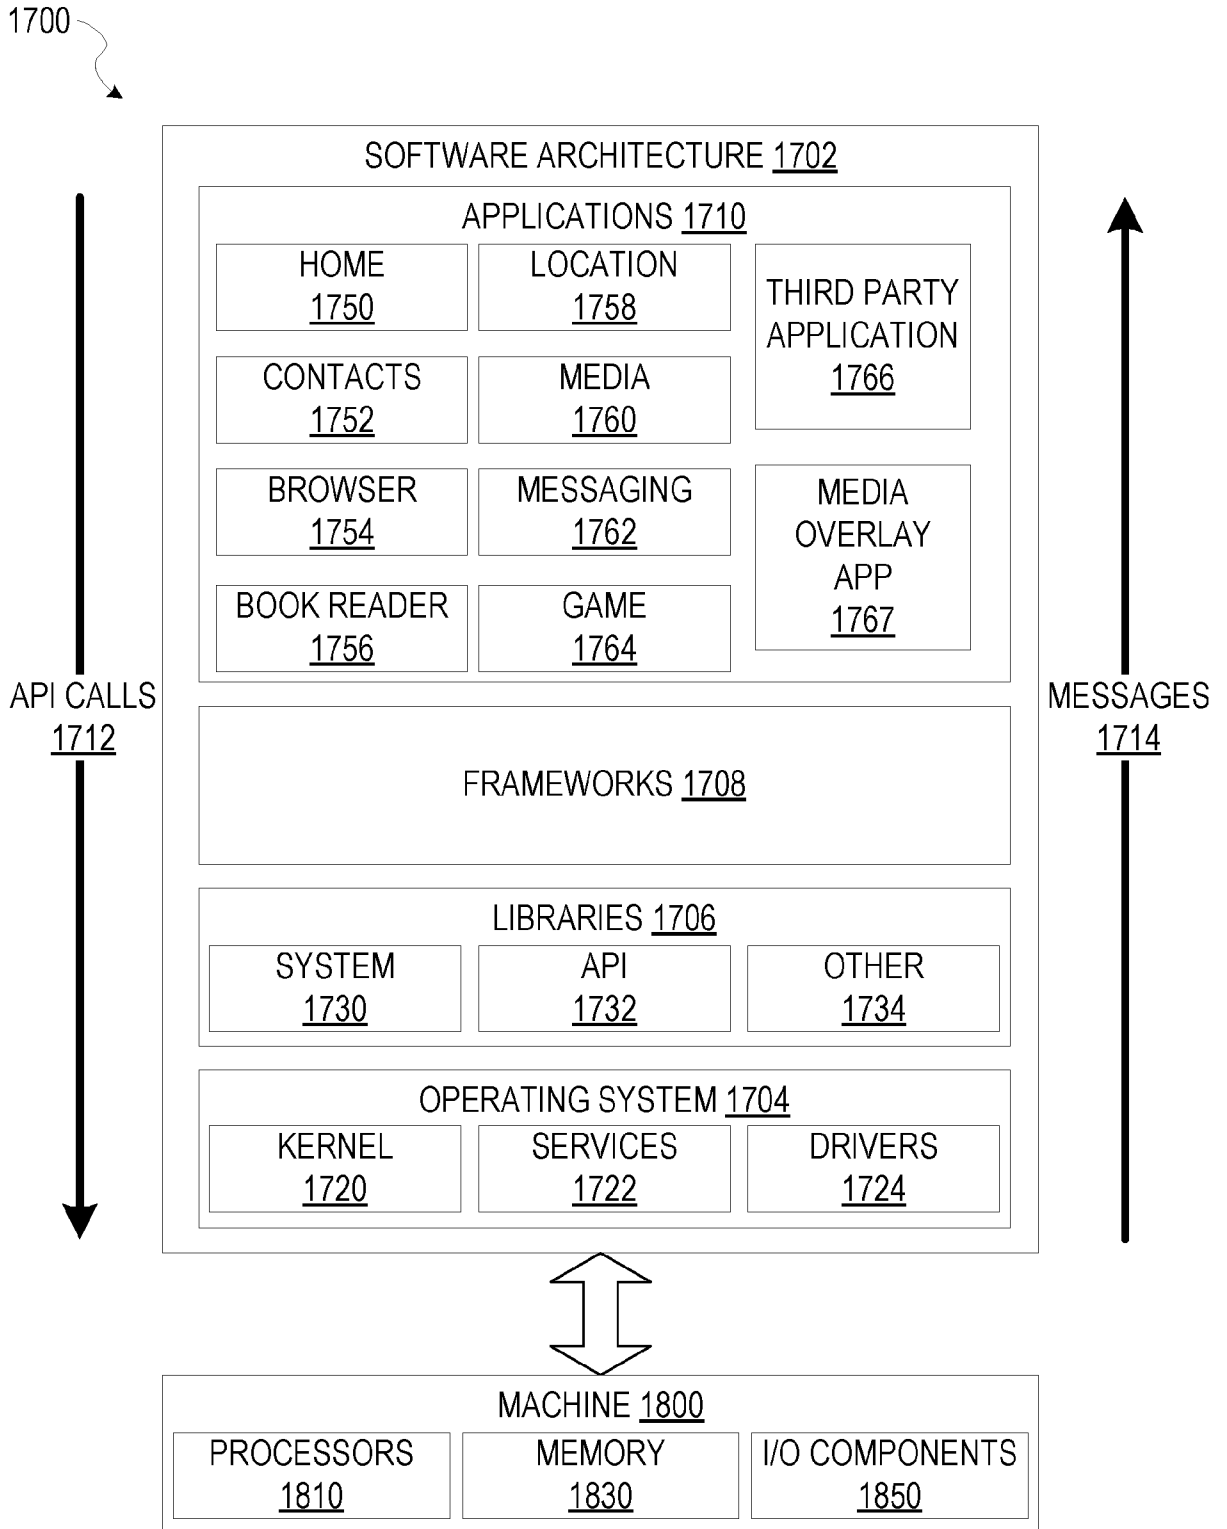 1700
SOFTWARE ARCHITECTURE 1702
APPLICATIONS 1710
HOME
1750
LOCATION
1758
THIRD PARTY
APPLICATION
1766
CONTACTS
1752
MEDIA
1760
BROWSER
1754
MESSAGING
1762
MEDIA
OVERLAY
APP
1767
BOOK READER
1756
GAME
1764
API CALLS
1712
MESSAGES
1714
FRAMEWORKS 1708
LIBRARIES 1706
SYSTEM
1730
API
1732
OTHER
1734
OPERATING SYSTEM 1704
KERNEL
1720
SERVICES
1722
DRIVERS
1724
MACHINE 1800
PROCESSORS
1810
MEMORY
1830
I/O COMPONENTS
1850